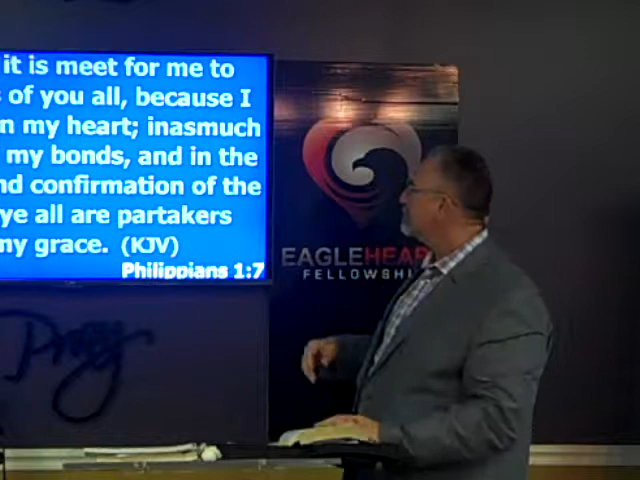 it is meet for me to
of you all, because I
my heart; inasmuch
my bonds, and in the
confirmation of the
ye all are partakers
my grace. (KJV)
Philippians 1:7
EAGLEHEAR
FELLOWSHI
Pray